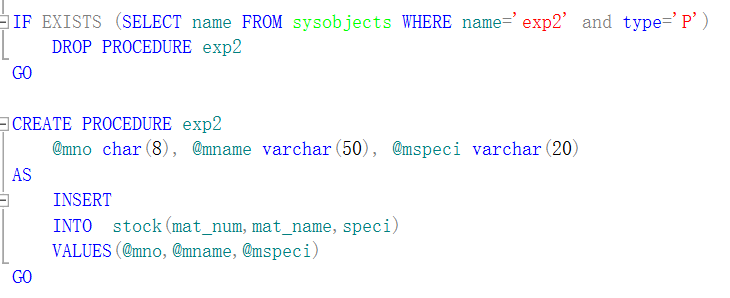 IF EXISTS (SELECT name FROM sysobjects WHERE name='exp2' and type='P')
DROP PROCEDURE exp2
GO
CREATE PROCEDURE exp2
@mno char(8), @mname varchar(50), @mspeci varchar(20)
AS
INSERT
INTO stock(mat_num,mat_name,speci)
VALUES(@mno,@mname,@mspeci)
GO